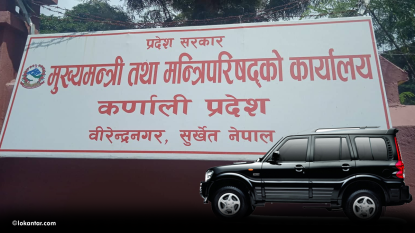 प्रदेश सरकार
मुख्यमन्त्री तथा मन्त्रिपरिषद्को कार्यालय
कर्णाली प्रदेश
वीरेन्द्रनगर, सुर्खेत नेपाल
©lokantar.com